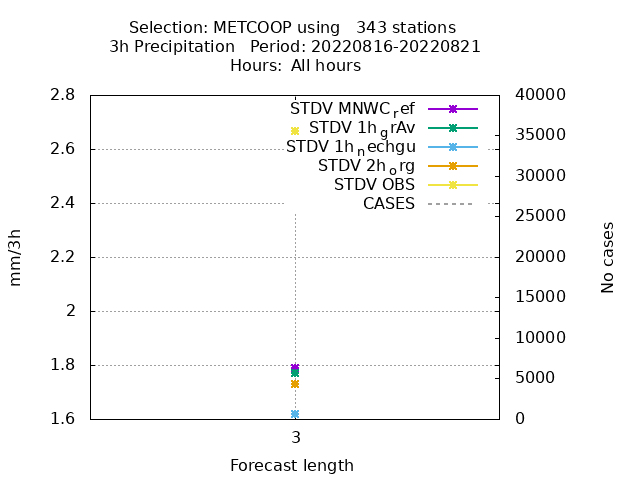 Selection: METCOOP using 343 stations
3h Precipitation Period: 20220816-20220821
Hours: All hours
2.8
2.6
2.4
2.2
2
1.8
1.6
mm/3h
STDV MNWC_ref
STDV 1h_grAv
STDV 1h_nechgu
STDV 2h_org
STDV OBS
CASES
40000
35000
30000
25000
20000
15000
10000
5000
0
No cases
3
Forecast length